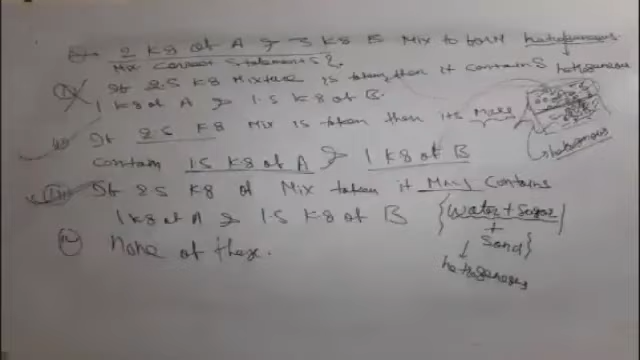 2 kg of A & 3 kg B Mix to form heterogeneous
Mix Correct Statements?
If 2.5 kg Mixture is taken then it contains
heterogeneous
1 kg of A & 1.5 kg of B.
ii) If 2.5 kg Mix is taken then its May
Contain 1.5 kg of A & 1 kg of B
iii) If 2.5 kg of Mix taken it May contains
1 kg of A & 1.5 kg of B
{water + sugar
+
Sand}
iv) None of these.